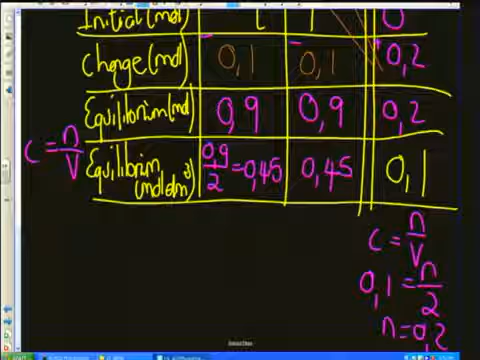 Initial (mol) 1 1 0
Change (mol) 0,1 0,1 0,2
Equilibrium (mol) 0,9 0,9 0,2
c = n/V
Equilibrium (mol dm³) 0,9/2 = 0,45 0,45 0,1
c = n/V
0,1 = n/2
n = 0,2